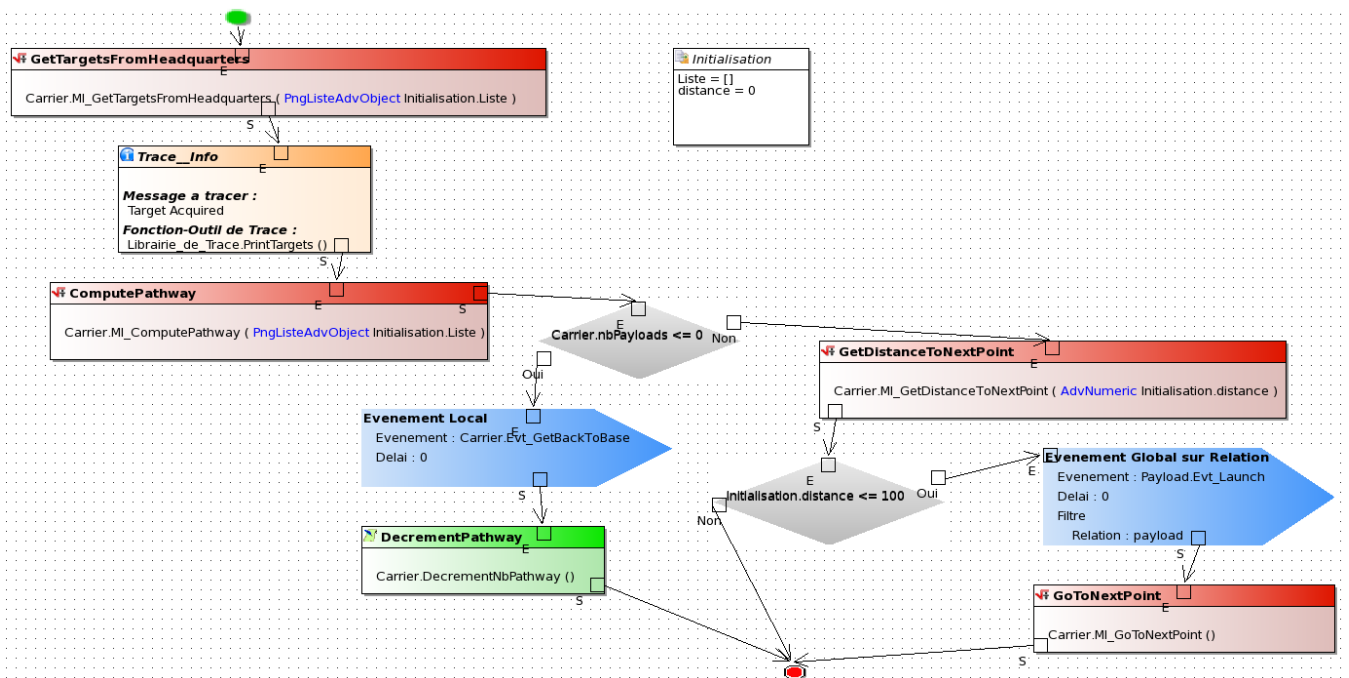 GetTargetsFromHeadquarters
E
Carrier.MI_GetTargetsFromHeadquarters ( PngListeAdvObject Initialisation.Liste )
S
Initialisation
Liste = []
distance = 0
Trace__Info
E
Message a tracer :
Target Acquired
Fonction-Outil de Trace :
Librairie_de_Trace.PrintTargets ()
S
ComputePathway
E
S
Carrier.MI_ComputePathway ( PngListeAdvObject Initialisation.Liste )
E
Carrier.nbPayloads <= 0
Non
Oui
GetDistanceToNextPoint
E
Carrier.MI_GetDistanceToNextPoint ( AdvNumeric Initialisation.distance )
S
Evenement Local
E
Evenement : Carrier.Evt_GetBackToBase
Delai : 0
S
E
Initialisation.distance <= 100
Oui
Non
Evenement Global sur Relation
E
Evenement : Payload.Evt_Launch
Delai : 0
Filtre
Relation : payload
S
DecrementPathway
E
Carrier.DecrementNbPathway ()
S
GoToNextPoint
E
Carrier.MI_GoToNextPoint ()
S